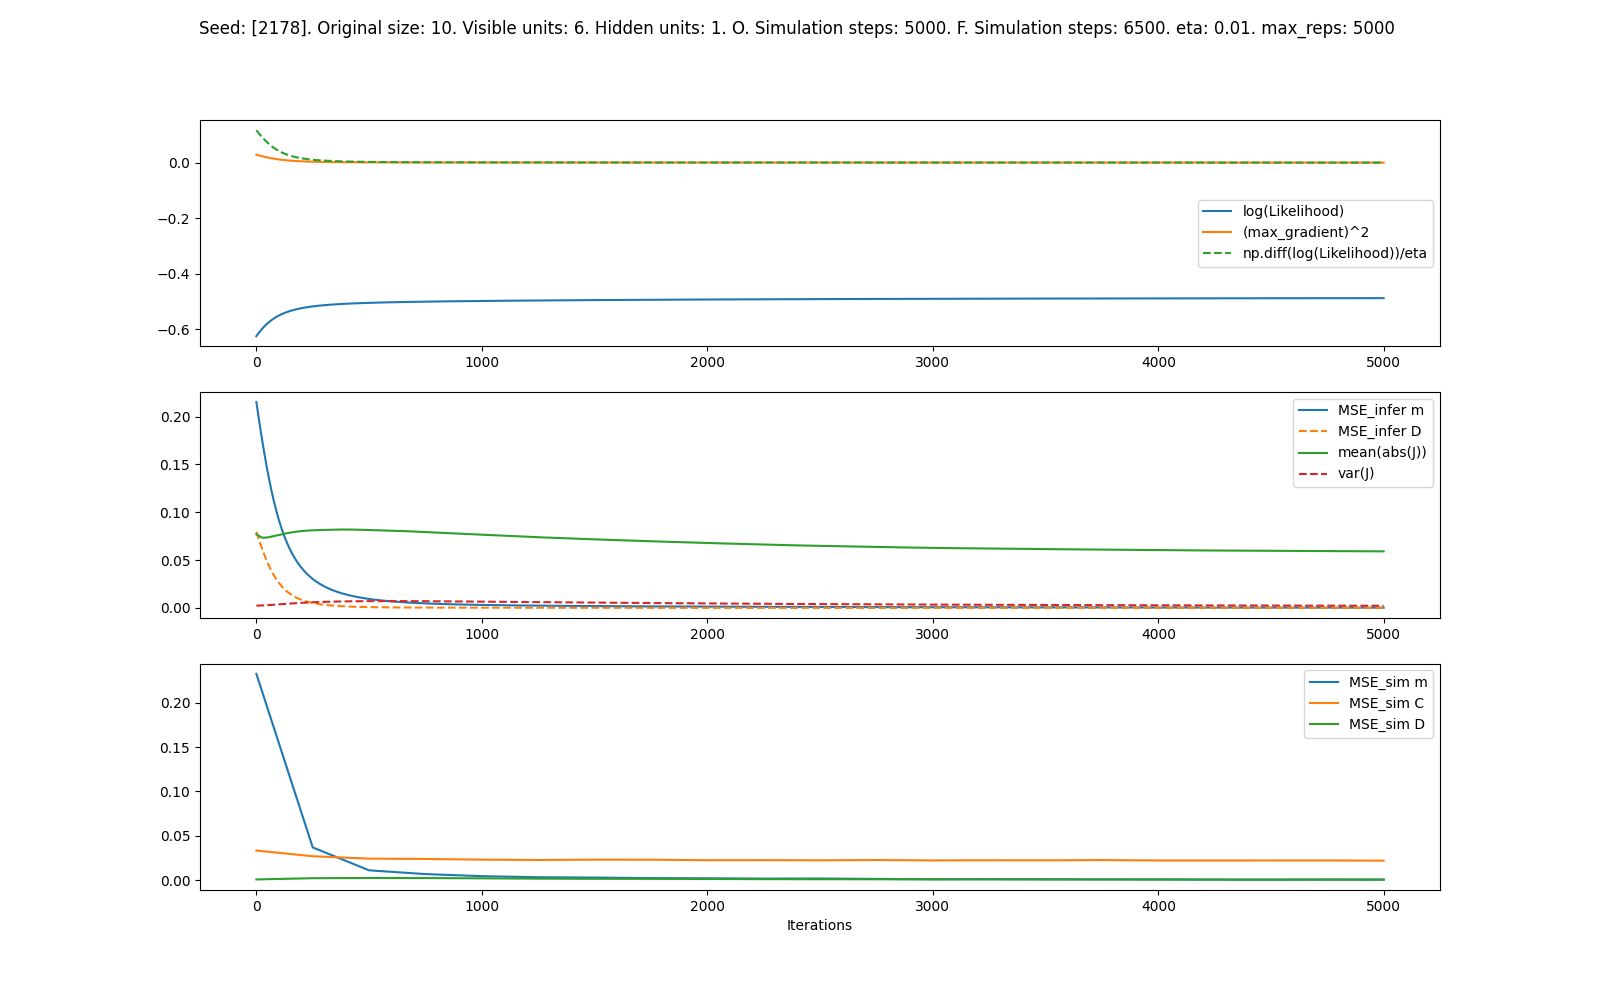 Seed: [2178]. Original size: 10. Visible units: 6. Hidden units: 1. O. Simulation steps: 5000. F. Simulation steps: 6500. eta: 0.01. max_reps: 5000
0.0
−0.2
−0.4
−0.6
log(Likelihood)
(max_gradient)^2
np.diff(log(Likelihood))/eta
0 1000 2000 3000 4000 5000
0.20
0.15
0.10
0.05
0.00
MSE_infer m
MSE_infer D
mean(abs(J))
var(J)
0 1000 2000 3000 4000 5000
0.20
0.15
0.10
0.05
0.00
MSE_sim m
MSE_sim C
MSE_sim D
0 1000 2000 3000 4000 5000
Iterations